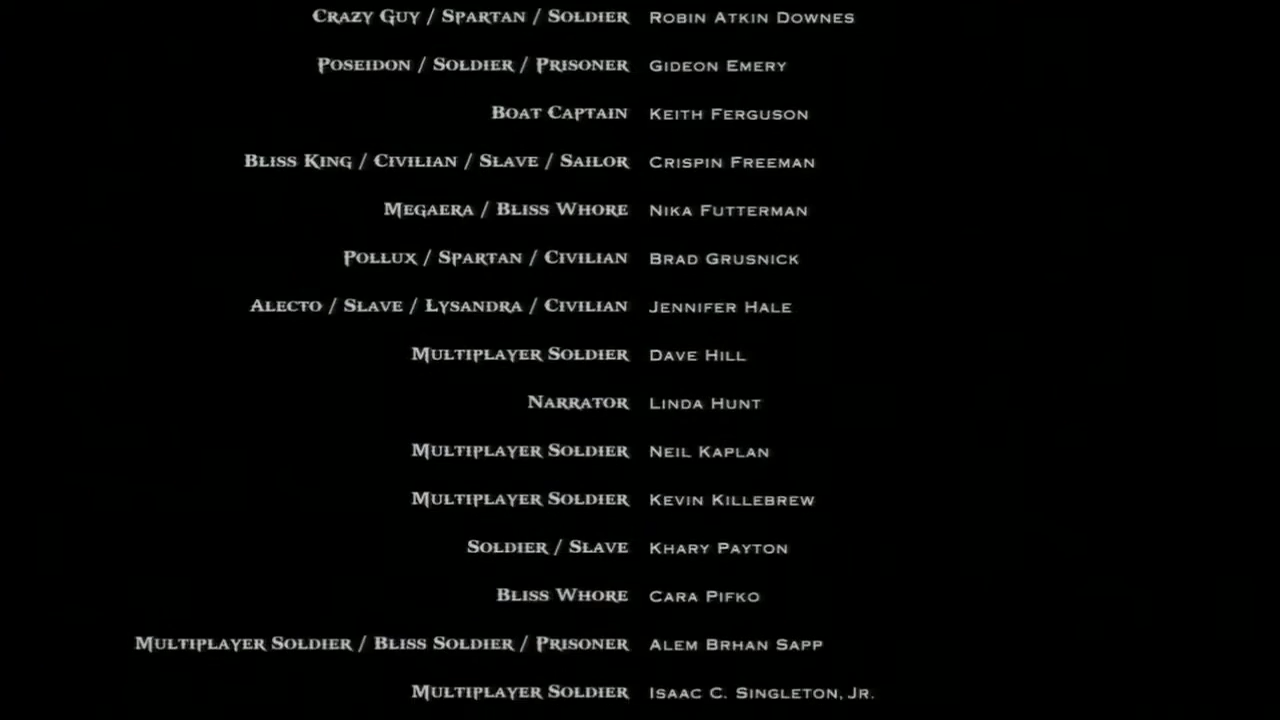 Crazy Guy / Spartan / Soldier Robin Atkin Downes
Poseidon / Soldier / Prisoner Gideon Emery
Boat Captain Keith Ferguson
Bliss King / Civilian / Slave / Sailor Crispin Freeman
Megaera / Bliss Whore Nika Futterman
Pollux / Spartan / Civilian Brad Grusnick
Alecto / Slave / Lysandra / Civilian Jennifer Hale
Multiplayer Soldier Dave Hill
Narrator Linda Hunt
Multiplayer Soldier Neil Kaplan
Multiplayer Soldier Kevin Killebrew
Soldier / Slave Khary Payton
Bliss Whore Cara Pifko
Multiplayer Soldier / Bliss Soldier / Prisoner Alem Brhan Sapp
Multiplayer Soldier Isaac C. Singleton, Jr.